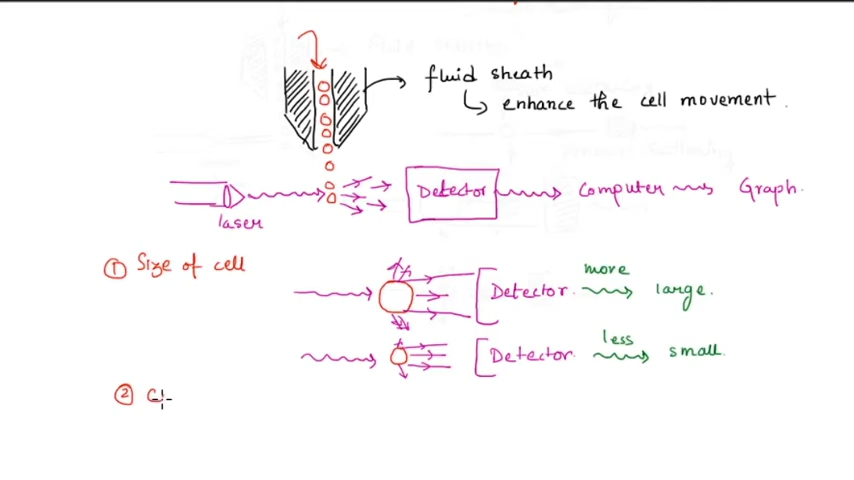 fluid sheath
enhance the cell movement.
laser
Detector
Computer
Graph.
① Size of cell
Detector.
more
large.
Detector.
less
small.
② C